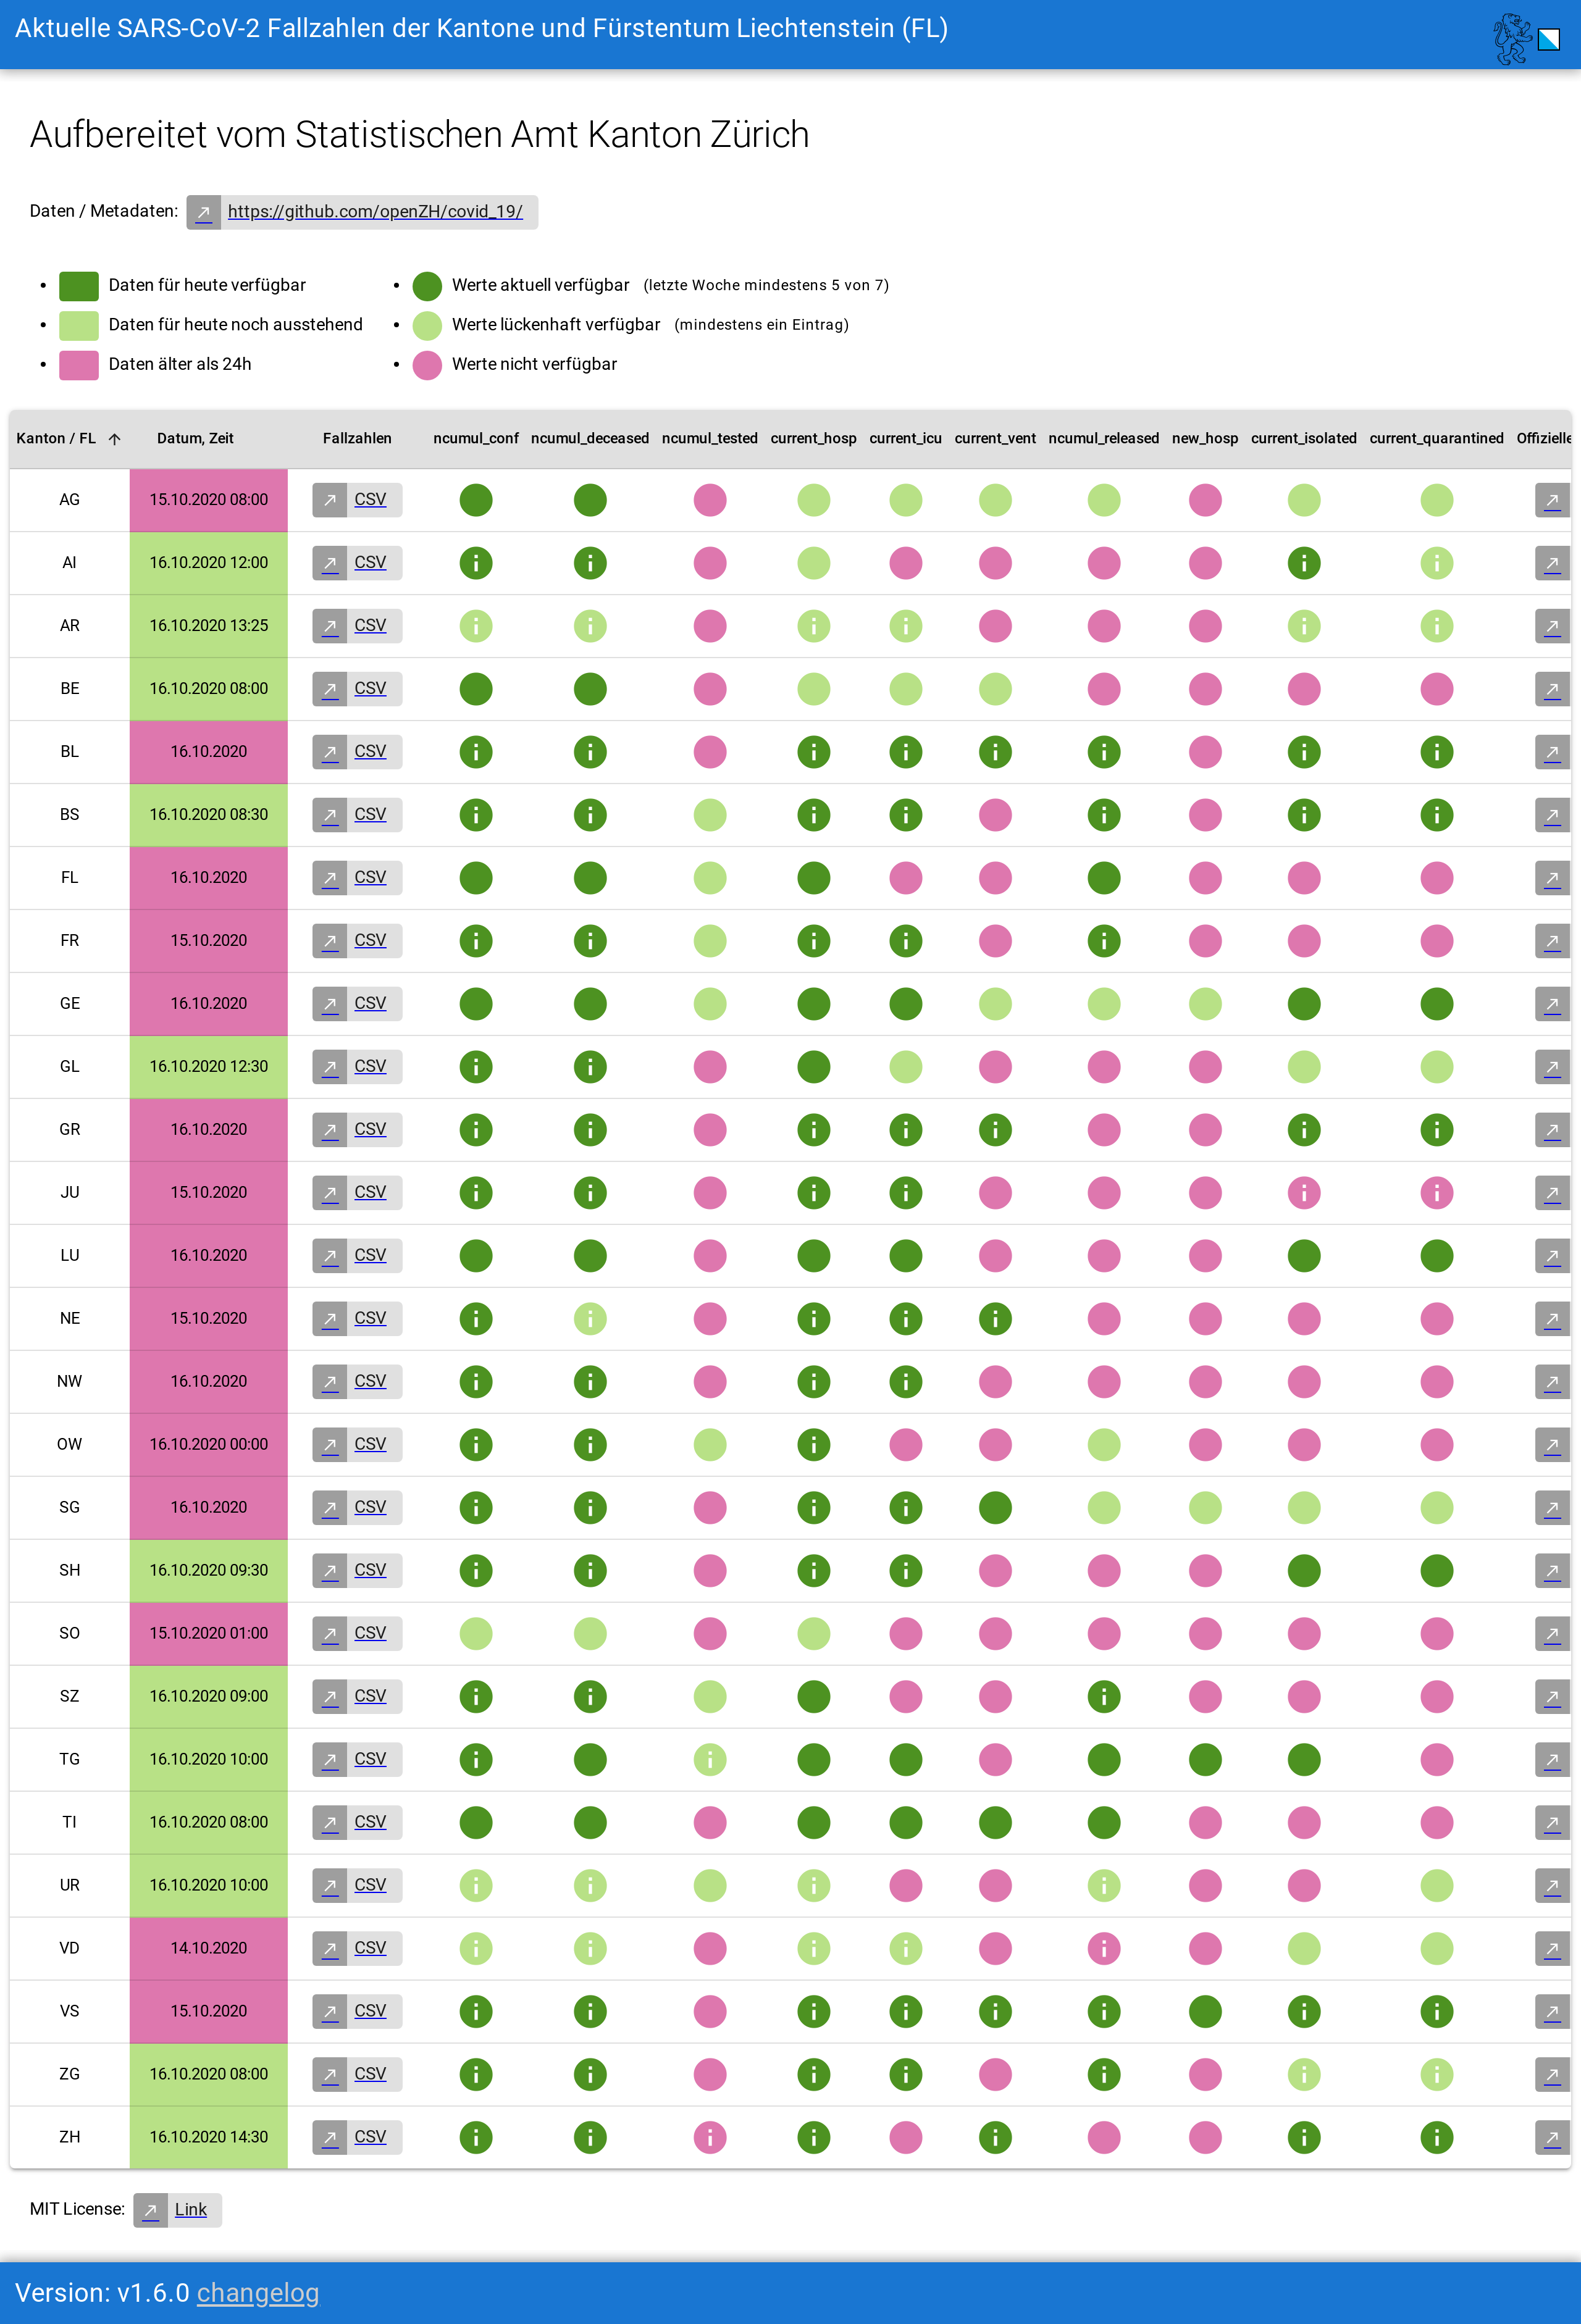 Aktuelle SARS-CoV-2 Fallzahlen der Kantone und Fürstentum Liechtenstein (FL)
Aufbereitet vom Statistischen Amt Kanton Zürich
Daten / Metadaten: https://github.com/openZH/covid_19/
Daten für heute verfügbar
Daten für heute noch ausstehend
Daten älter als 24h
Werte aktuell verfügbar (letzte Woche mindestens 5 von 7)
Werte lückenhaft verfügbar (mindestens ein Eintrag)
Werte nicht verfügbar
Kanton / FL Datum, Zeit Fallzahlen ncumul_conf ncumul_deceased ncumul_tested current_hosp current_icu current_vent ncumul_released new_hosp current_isolated current_quarantined Offizielle
AG 15.10.2020 08:00 CSV
AI 16.10.2020 12:00 CSV
AR 16.10.2020 13:25 CSV
BE 16.10.2020 08:00 CSV
BL 16.10.2020 CSV
BS 16.10.2020 08:30 CSV
FL 16.10.2020 CSV
FR 15.10.2020 CSV
GE 16.10.2020 CSV
GL 16.10.2020 12:30 CSV
GR 16.10.2020 CSV
JU 15.10.2020 CSV
LU 16.10.2020 CSV
NE 15.10.2020 CSV
NW 16.10.2020 CSV
OW 16.10.2020 00:00 CSV
SG 16.10.2020 CSV
SH 16.10.2020 09:30 CSV
SO 15.10.2020 01:00 CSV
SZ 16.10.2020 09:00 CSV
TG 16.10.2020 10:00 CSV
TI 16.10.2020 08:00 CSV
UR 16.10.2020 10:00 CSV
VD 14.10.2020 CSV
VS 15.10.2020 CSV
ZG 16.10.2020 08:00 CSV
ZH 16.10.2020 14:30 CSV
MIT License: Link
Version: v1.6.0 changelog